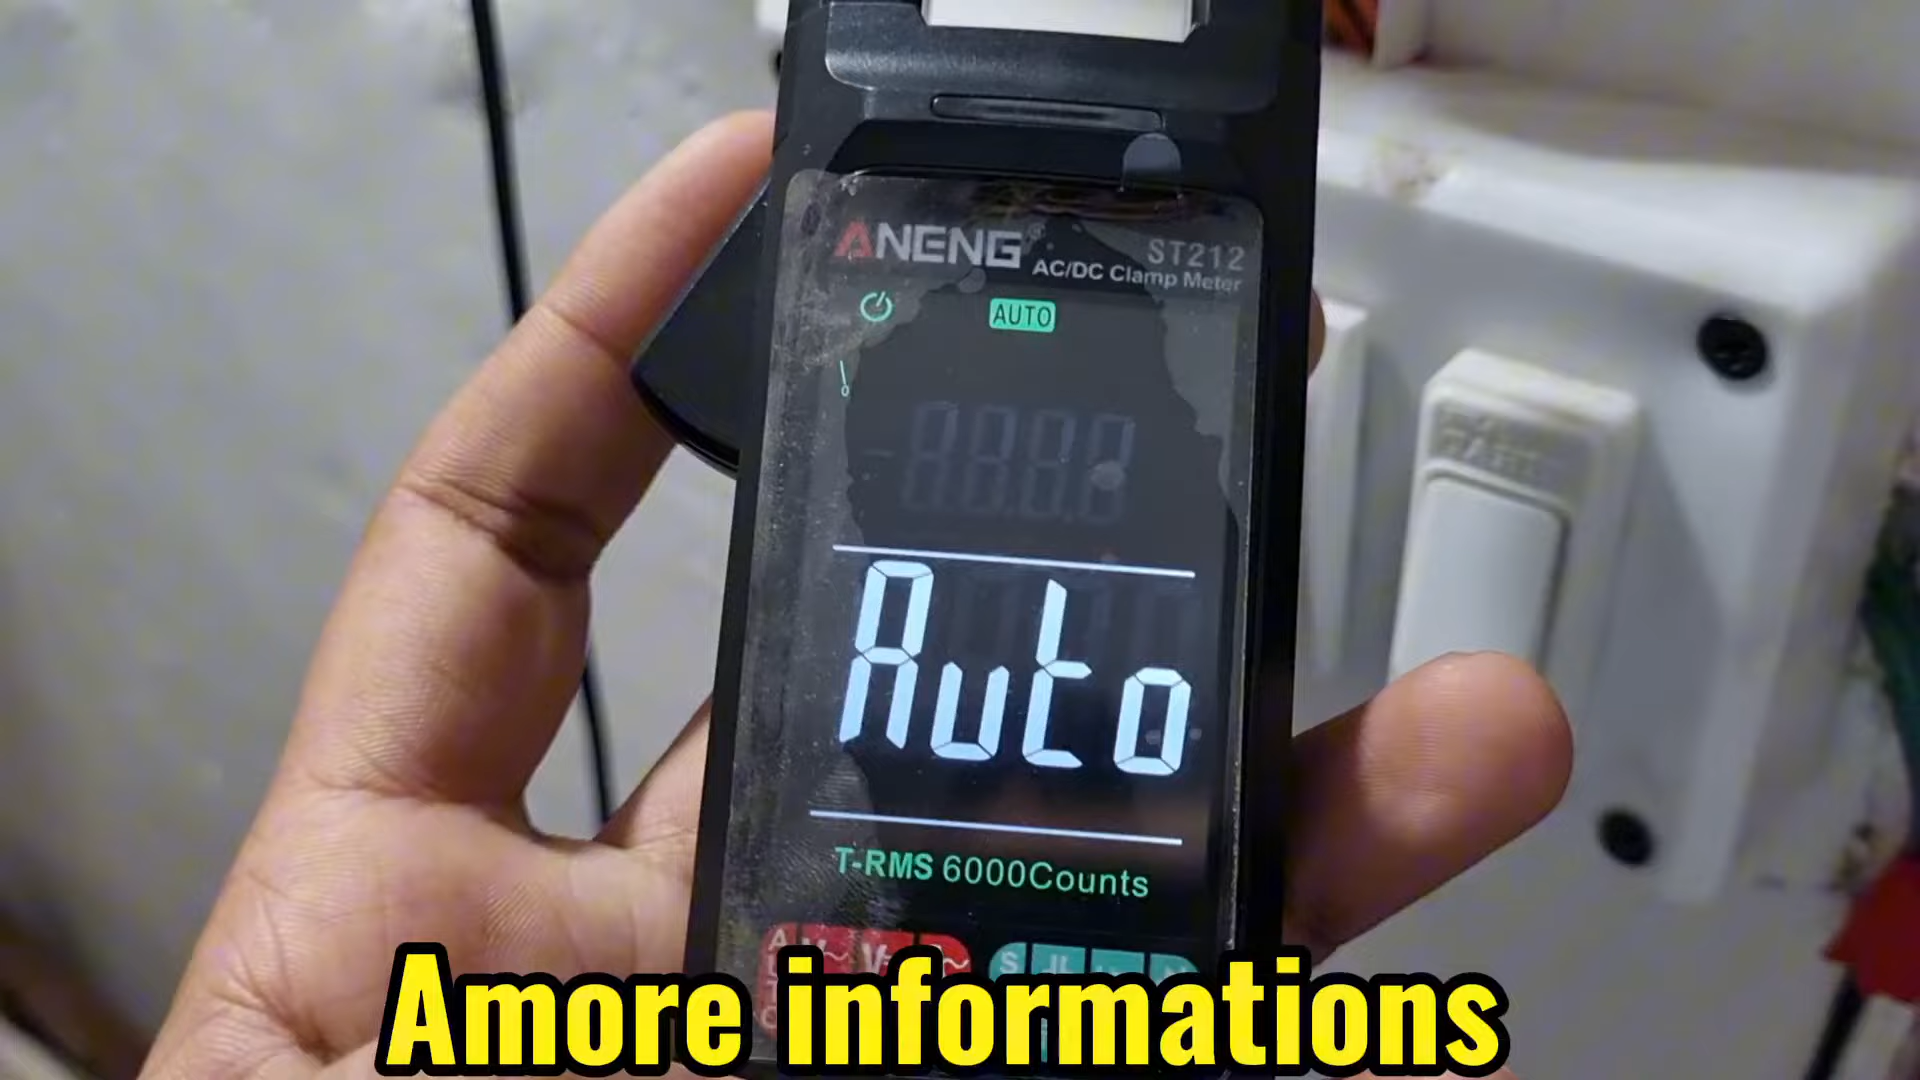 ANENG®
ST212
AC/DC Clamp Meter
AUTO
Auto
T-RMS 6000Counts
Amore informations